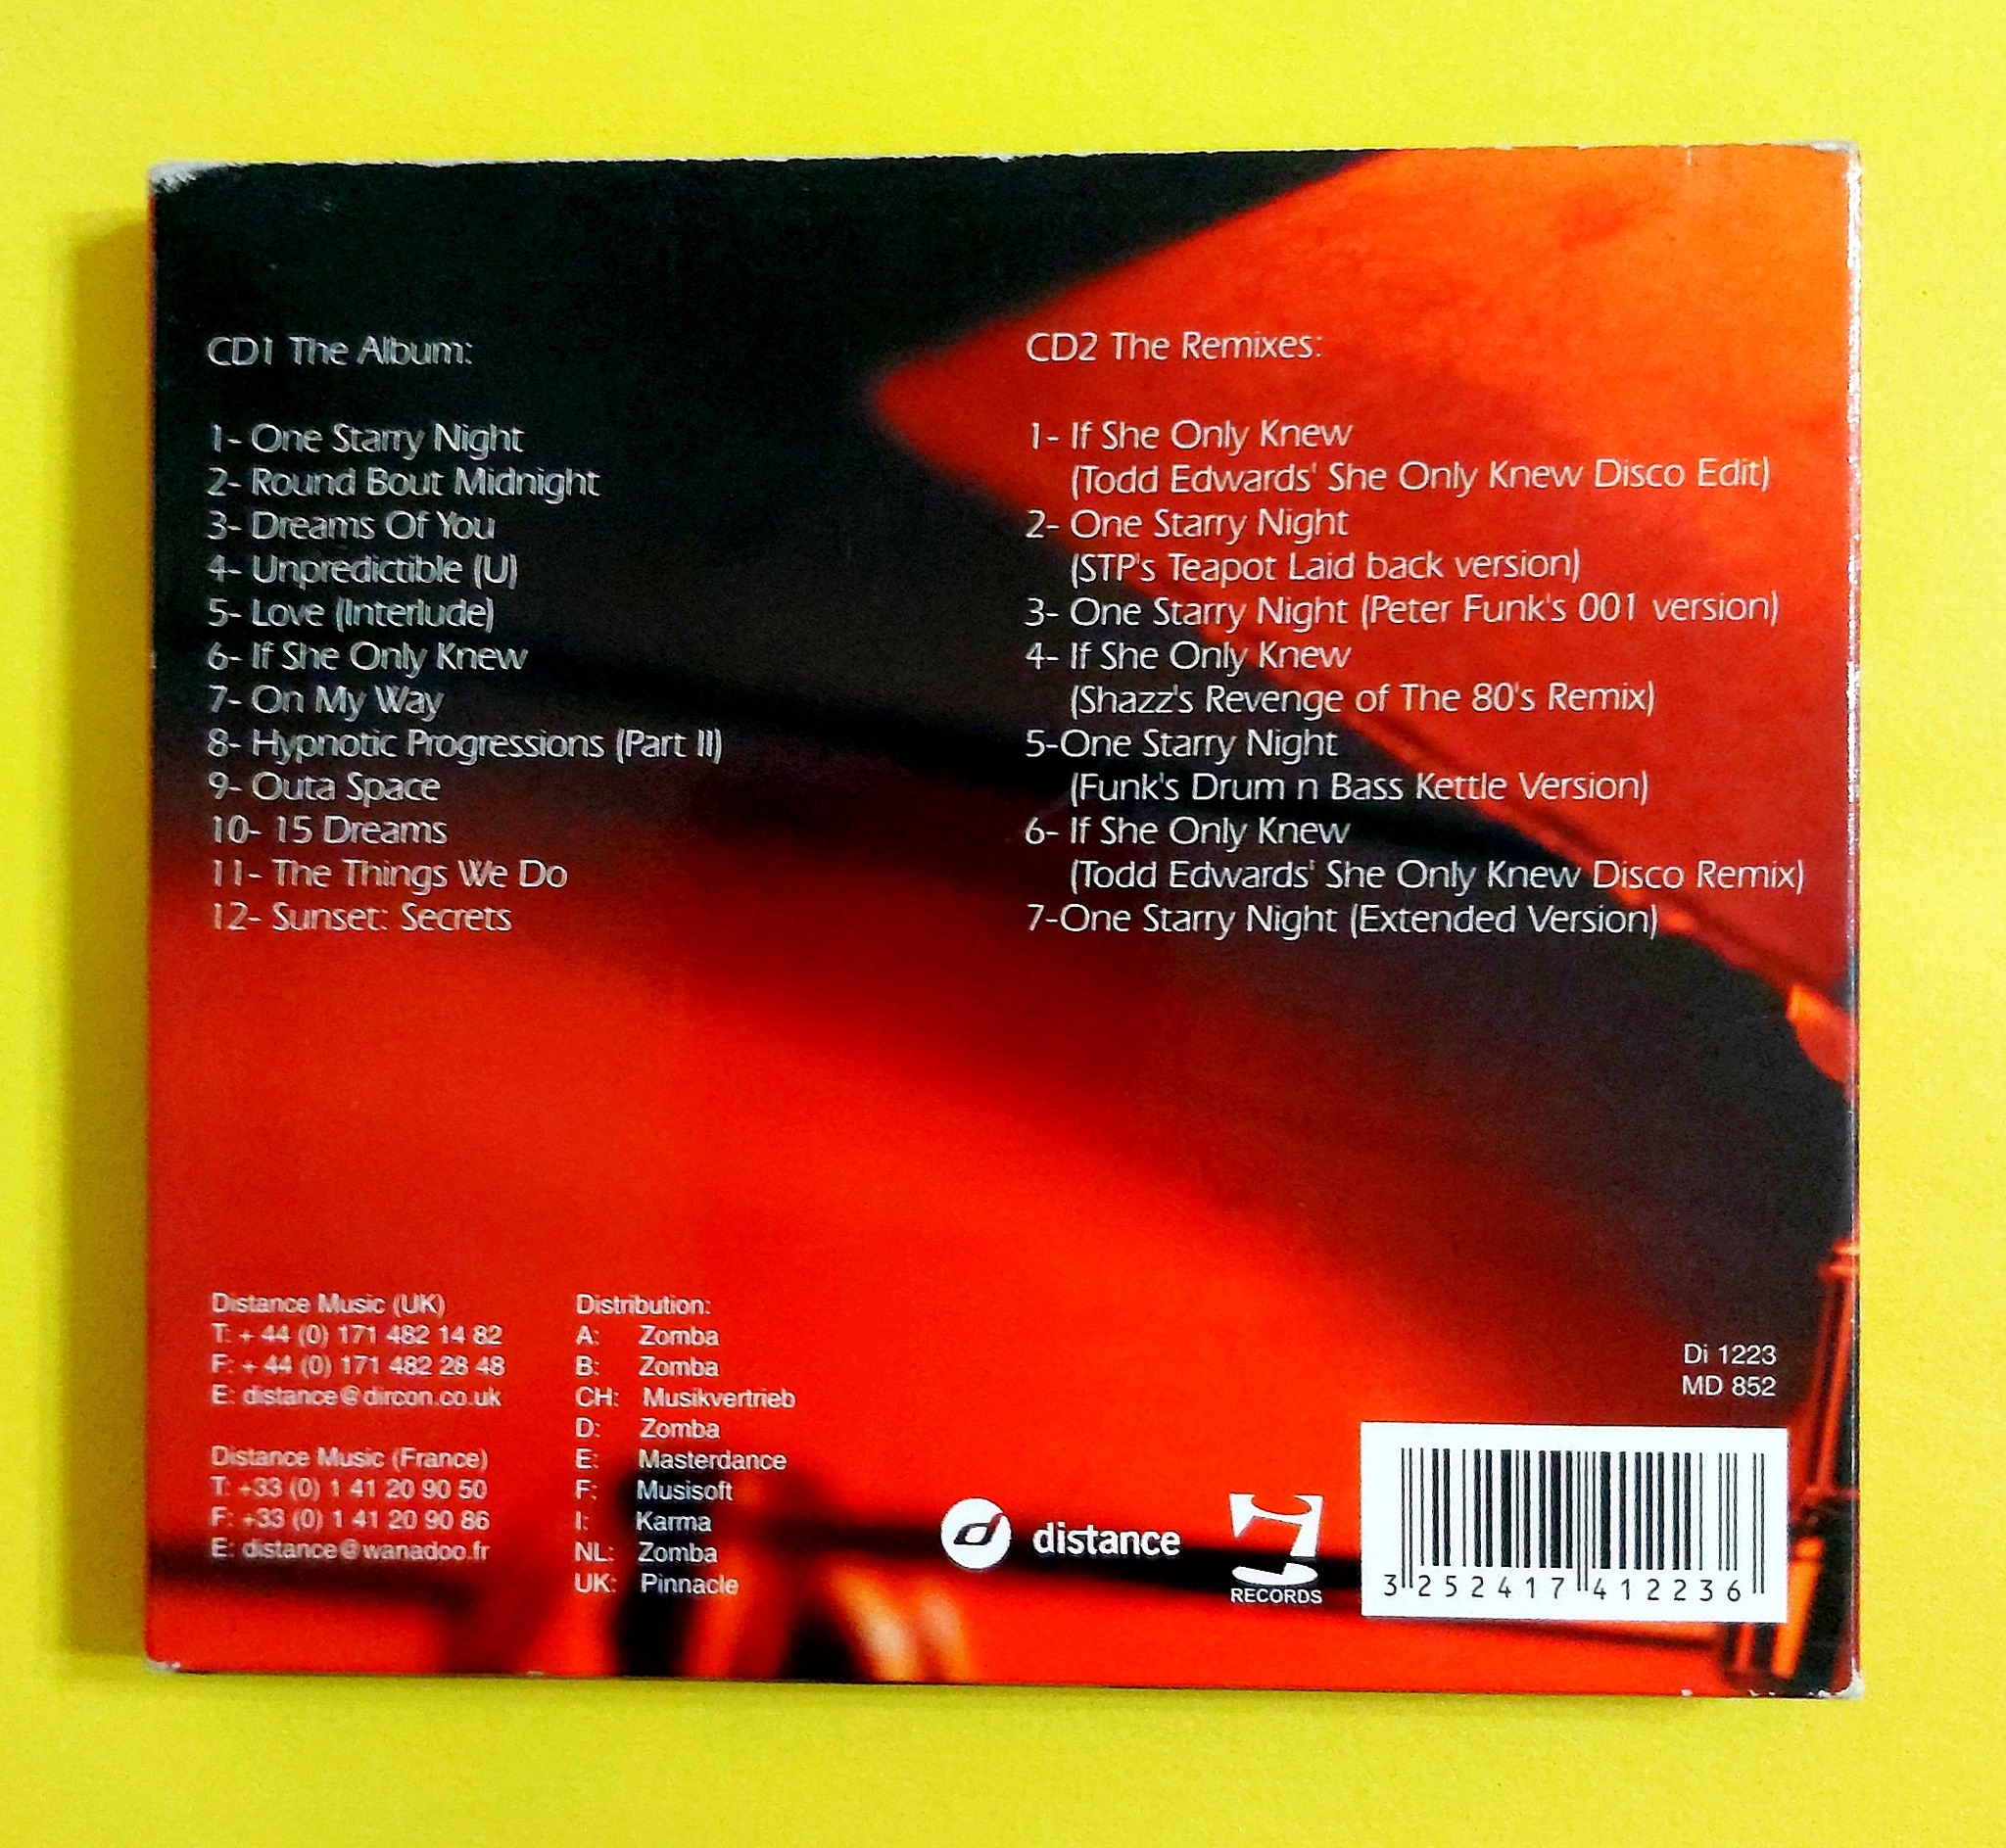 CD1 The Album:
1- One Starry Night
2- Round Bout Midnight
3- Dreams Of You
4- Unpredictible (U)
5- Love (Interlude)
6- If She Only Knew
7- On My Way
8- Hypnotic Progressions (Part II)
9- Outa Space
10- 15 Dreams
11- The Things We Do
12- Sunset: Secrets
CD2 The Remixes:
1- If She Only Knew
(Todd Edwards' She Only Knew Disco Edit)
2- One Starry Night
(STP's Teapot Laid back version)
3- One Starry Night (Peter Funk's 001 version)
4- If She Only Knew
(Shazz's Revenge of The 80's Remix)
5-One Starry Night
(Funk's Drum n Bass Kettle Version)
6- If She Only Knew
(Todd Edwards' She Only Knew Disco Remix)
7-One Starry Night (Extended Version)
Distance Music (UK)
T: + 44 (0) 171 482 14 82
F: + 44 (0) 171 482 28 48
E: distance@dircon.co.uk
Distance Music (France)
T: +33 (0) 1 41 20 90 50
F: +33 (0) 1 41 20 90 86
E: distance@wanadoo.fr
Distribution:
A: Zomba
B: Zomba
CH: Musikvertrieb
D: Zomba
E: Masterdance
F: Musisoft
I: Karma
NL: Zomba
UK: Pinnacle
d distance
7
RECORDS
Di 1223
MD 852
3 252417 412236